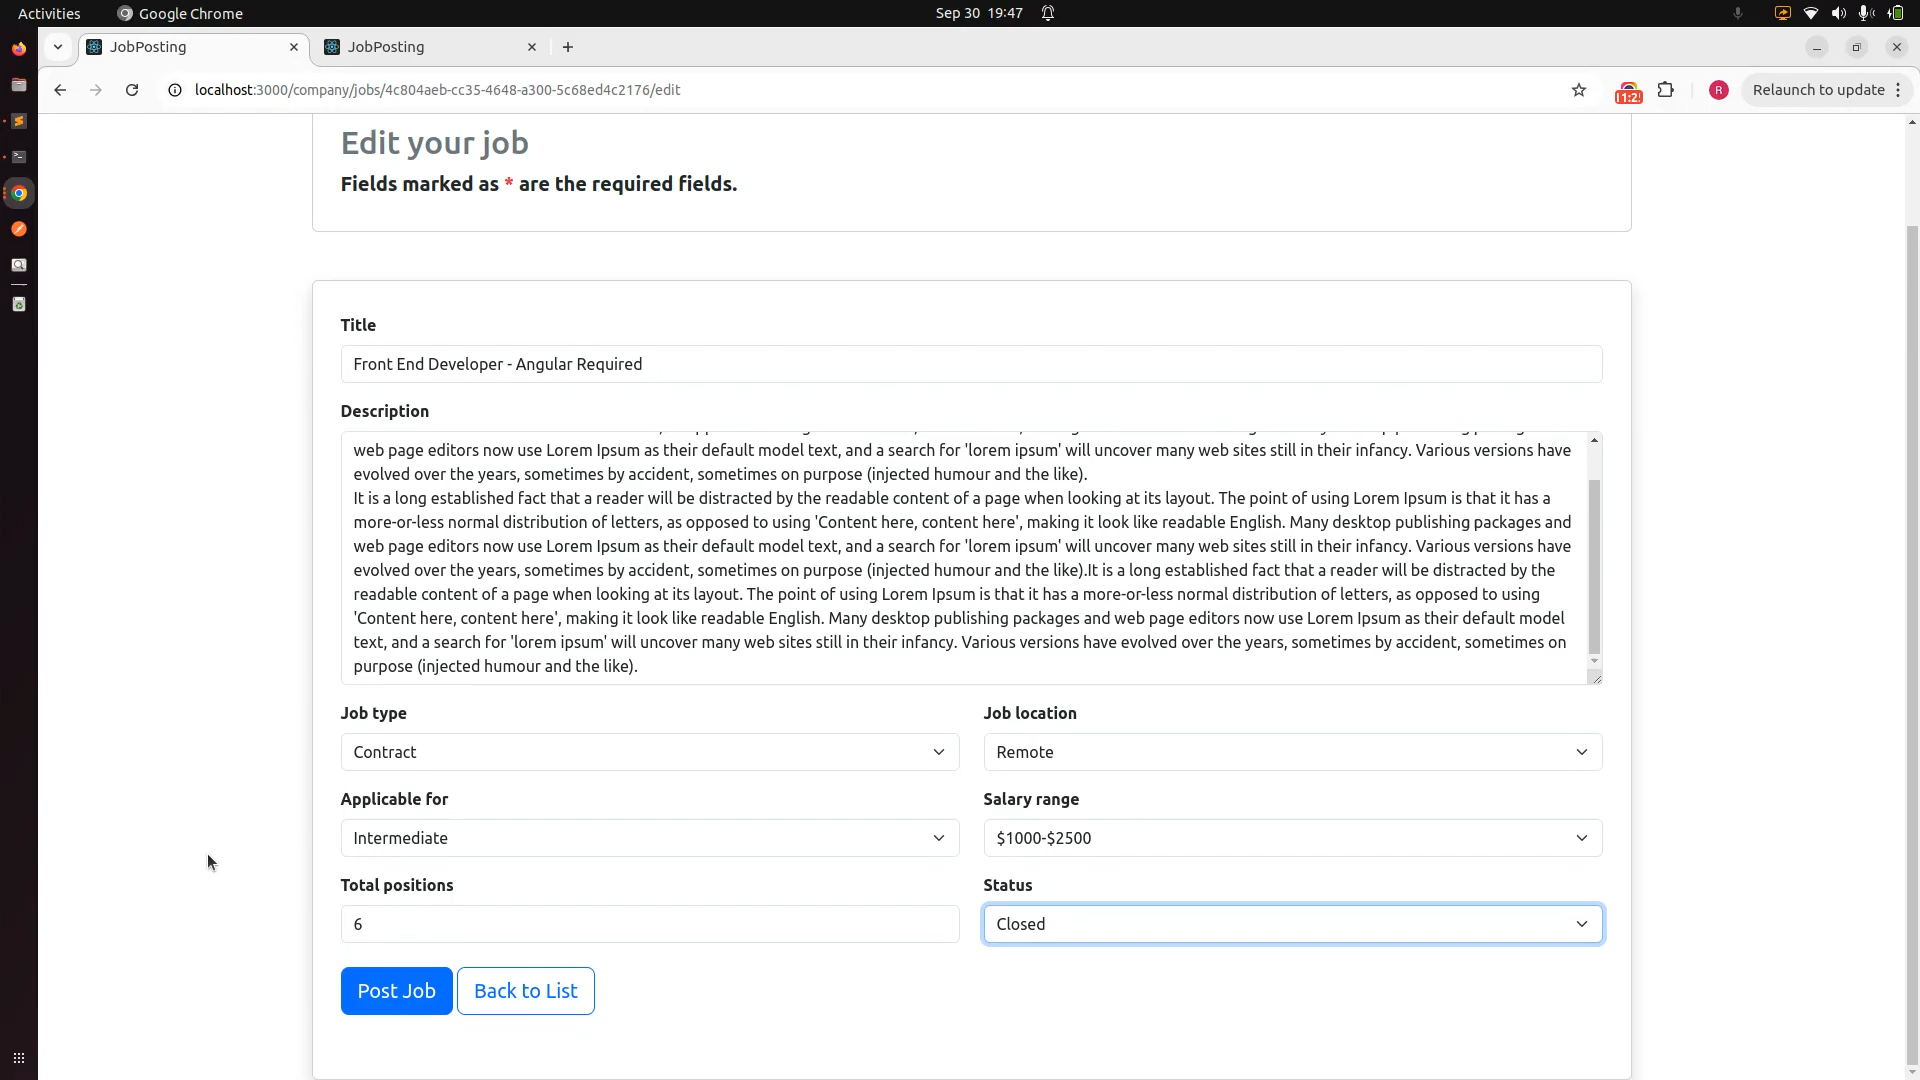 Activities
Google Chrome
Sep 30 19:47
JobPosting
JobPosting
localhost:3000/company/jobs/4c804aeb-cc35-4648-a300-5c68ed4c2176/edit
R
Relaunch to update
Edit your job
Fields marked as * are the required fields.
Title
Front End Developer - Angular Required
Description
web page editors now use Lorem Ipsum as their default model text, and a search for 'lorem ipsum' will uncover many web sites still in their infancy. Various versions have
evolved over the years, sometimes by accident, sometimes on purpose (injected humour and the like).
It is a long established fact that a reader will be distracted by the readable content of a page when looking at its layout. The point of using Lorem Ipsum is that it has a
more-or-less normal distribution of letters, as opposed to using 'Content here, content here', making it look like readable English. Many desktop publishing packages and
web page editors now use Lorem Ipsum as their default model text, and a search for 'lorem ipsum' will uncover many web sites still in their infancy. Various versions have
evolved over the years, sometimes by accident, sometimes on purpose (injected humour and the like).It is a long established fact that a reader will be distracted by the
readable content of a page when looking at its layout. The point of using Lorem Ipsum is that it has a more-or-less normal distribution of letters, as opposed to using
'Content here, content here', making it look like readable English. Many desktop publishing packages and web page editors now use Lorem Ipsum as their default model
text, and a search for 'lorem ipsum' will uncover many web sites still in their infancy. Various versions have evolved over the years, sometimes by accident, sometimes on
purpose (injected humour and the like).
Job type
Job location
Contract
Remote
Applicable for
Salary range
Intermediate
$1000-$2500
Total positions
Status
6
Closed
Post Job
Back to List